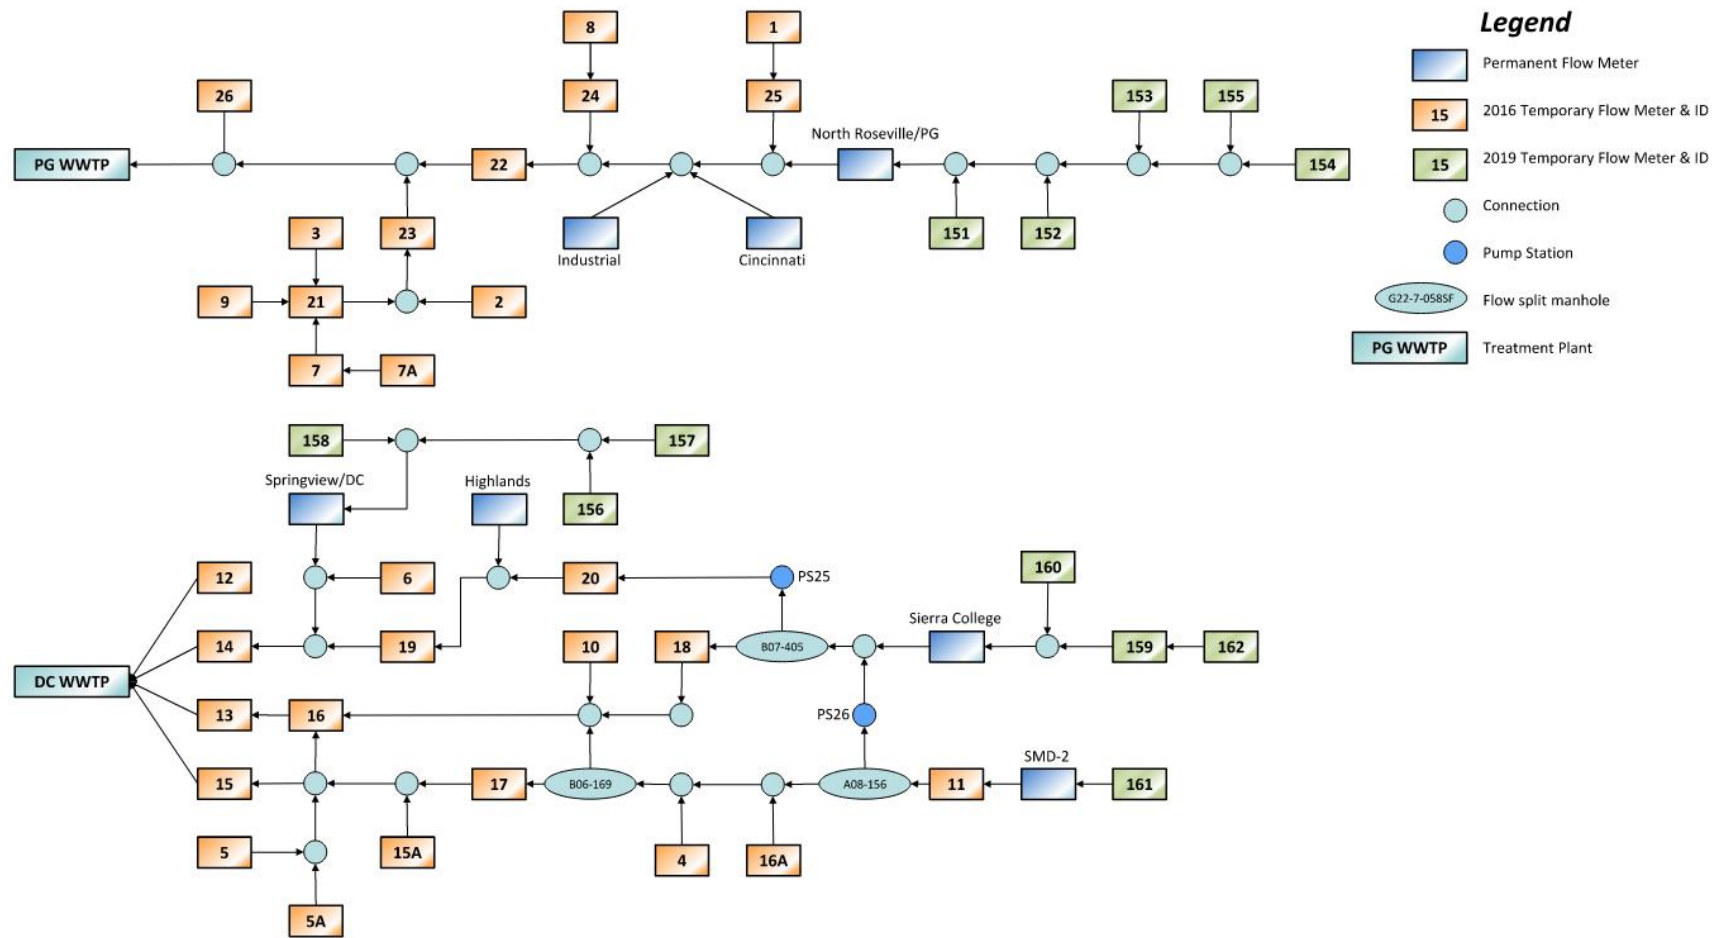 Legend
Permanent Flow Meter
15 2016 Temporary Flow Meter & ID
15 2019 Temporary Flow Meter & ID
Connection
Pump Station
G22-7-058SF Flow split manhole
PG WWTP Treatment Plant
8 1
26 24 25 153 155
North Roseville/PG
PG WWTP 22 154
3 23 151 152
Industrial Cincinnati
9 21 2
7 7A
158 157
Springview/DC Highlands
156
12 6 20 PS25 160
Sierra College
14 19 10 18 B07-405 159 162
DC WWTP
13 16 PS26
SMD-2
15 17 B06-169 A08-156 11 161
5 15A 4 16A
5A